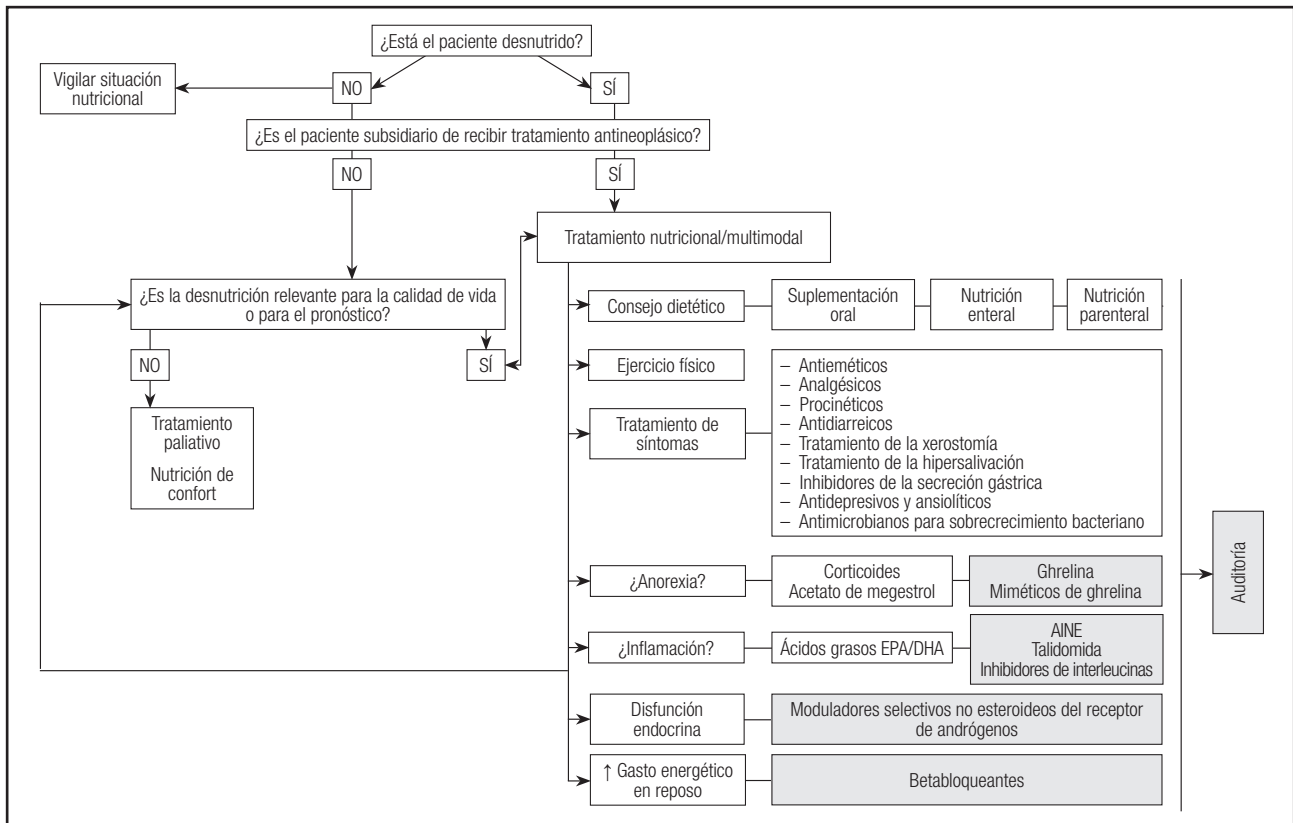 ¿Está el paciente desnutrido?
Vigilar situación
nutricional
NO
SÍ
¿Es el paciente subsidiario de recibir tratamiento antineoplásico?
NO
SÍ
Tratamiento nutricional/multimodal
¿Es la desnutrición relevante para la calidad de vida
o para el pronóstico?
NO
SÍ
Tratamiento
paliativo
Nutrición de
confort
Consejo dietético
Suplementación
oral
Nutrición
enteral
Nutrición
parenteral
Ejercicio físico
Tratamiento de
síntomas
– Antieméticos
– Analgésicos
– Procinéticos
– Antidiarreicos
– Tratamiento de la xerostomía
– Tratamiento de la hipersalivación
– Inhibidores de la secreción gástrica
– Antidepresivos y ansiolíticos
– Antimicrobianos para sobrecrecimiento bacteriano
¿Anorexia?
Corticoides
Acetato de megestrol
Ghrelina
Miméticos de ghrelina
¿Inflamación?
Ácidos grasos EPA/DHA
AINE
Talidomida
Inhibidores de interleucinas
Disfunción
endocrina
Moduladores selectivos no esteroideos del receptor
de andrógenos
↑ Gasto energético
en reposo
Betabloqueantes
Auditoría